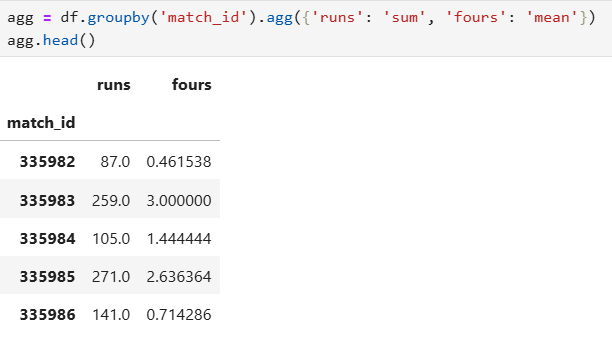 agg = df.groupby('match_id').agg({'runs': 'sum', 'fours': 'mean'})
agg.head()
runs fours
match_id
335982 87.0 0.461538
335983 259.0 3.000000
335984 105.0 1.444444
335985 271.0 2.636364
335986 141.0 0.714286